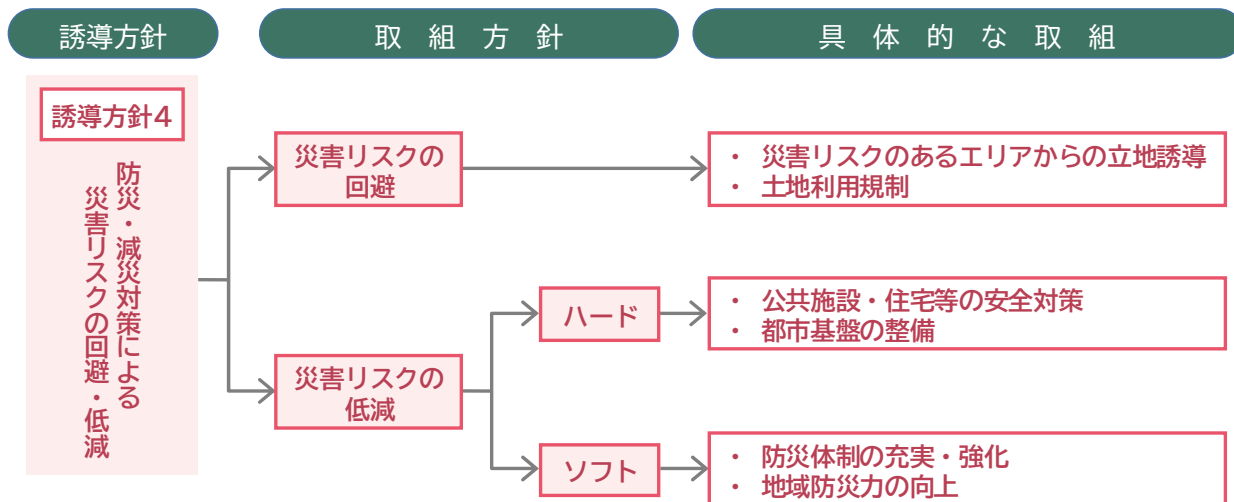 誘導方針
取組方針
具体的な取組
誘導方針4
防災・減災対策による
災害リスクの回避・低減
災害リスクの
回避
・ 災害リスクのあるエリアからの立地誘導
・ 土地利用規制
災害リスクの
低減
ハード
・ 公共施設・住宅等の安全対策
・ 都市基盤の整備
ソフト
・ 防災体制の充実・強化
・ 地域防災力の向上